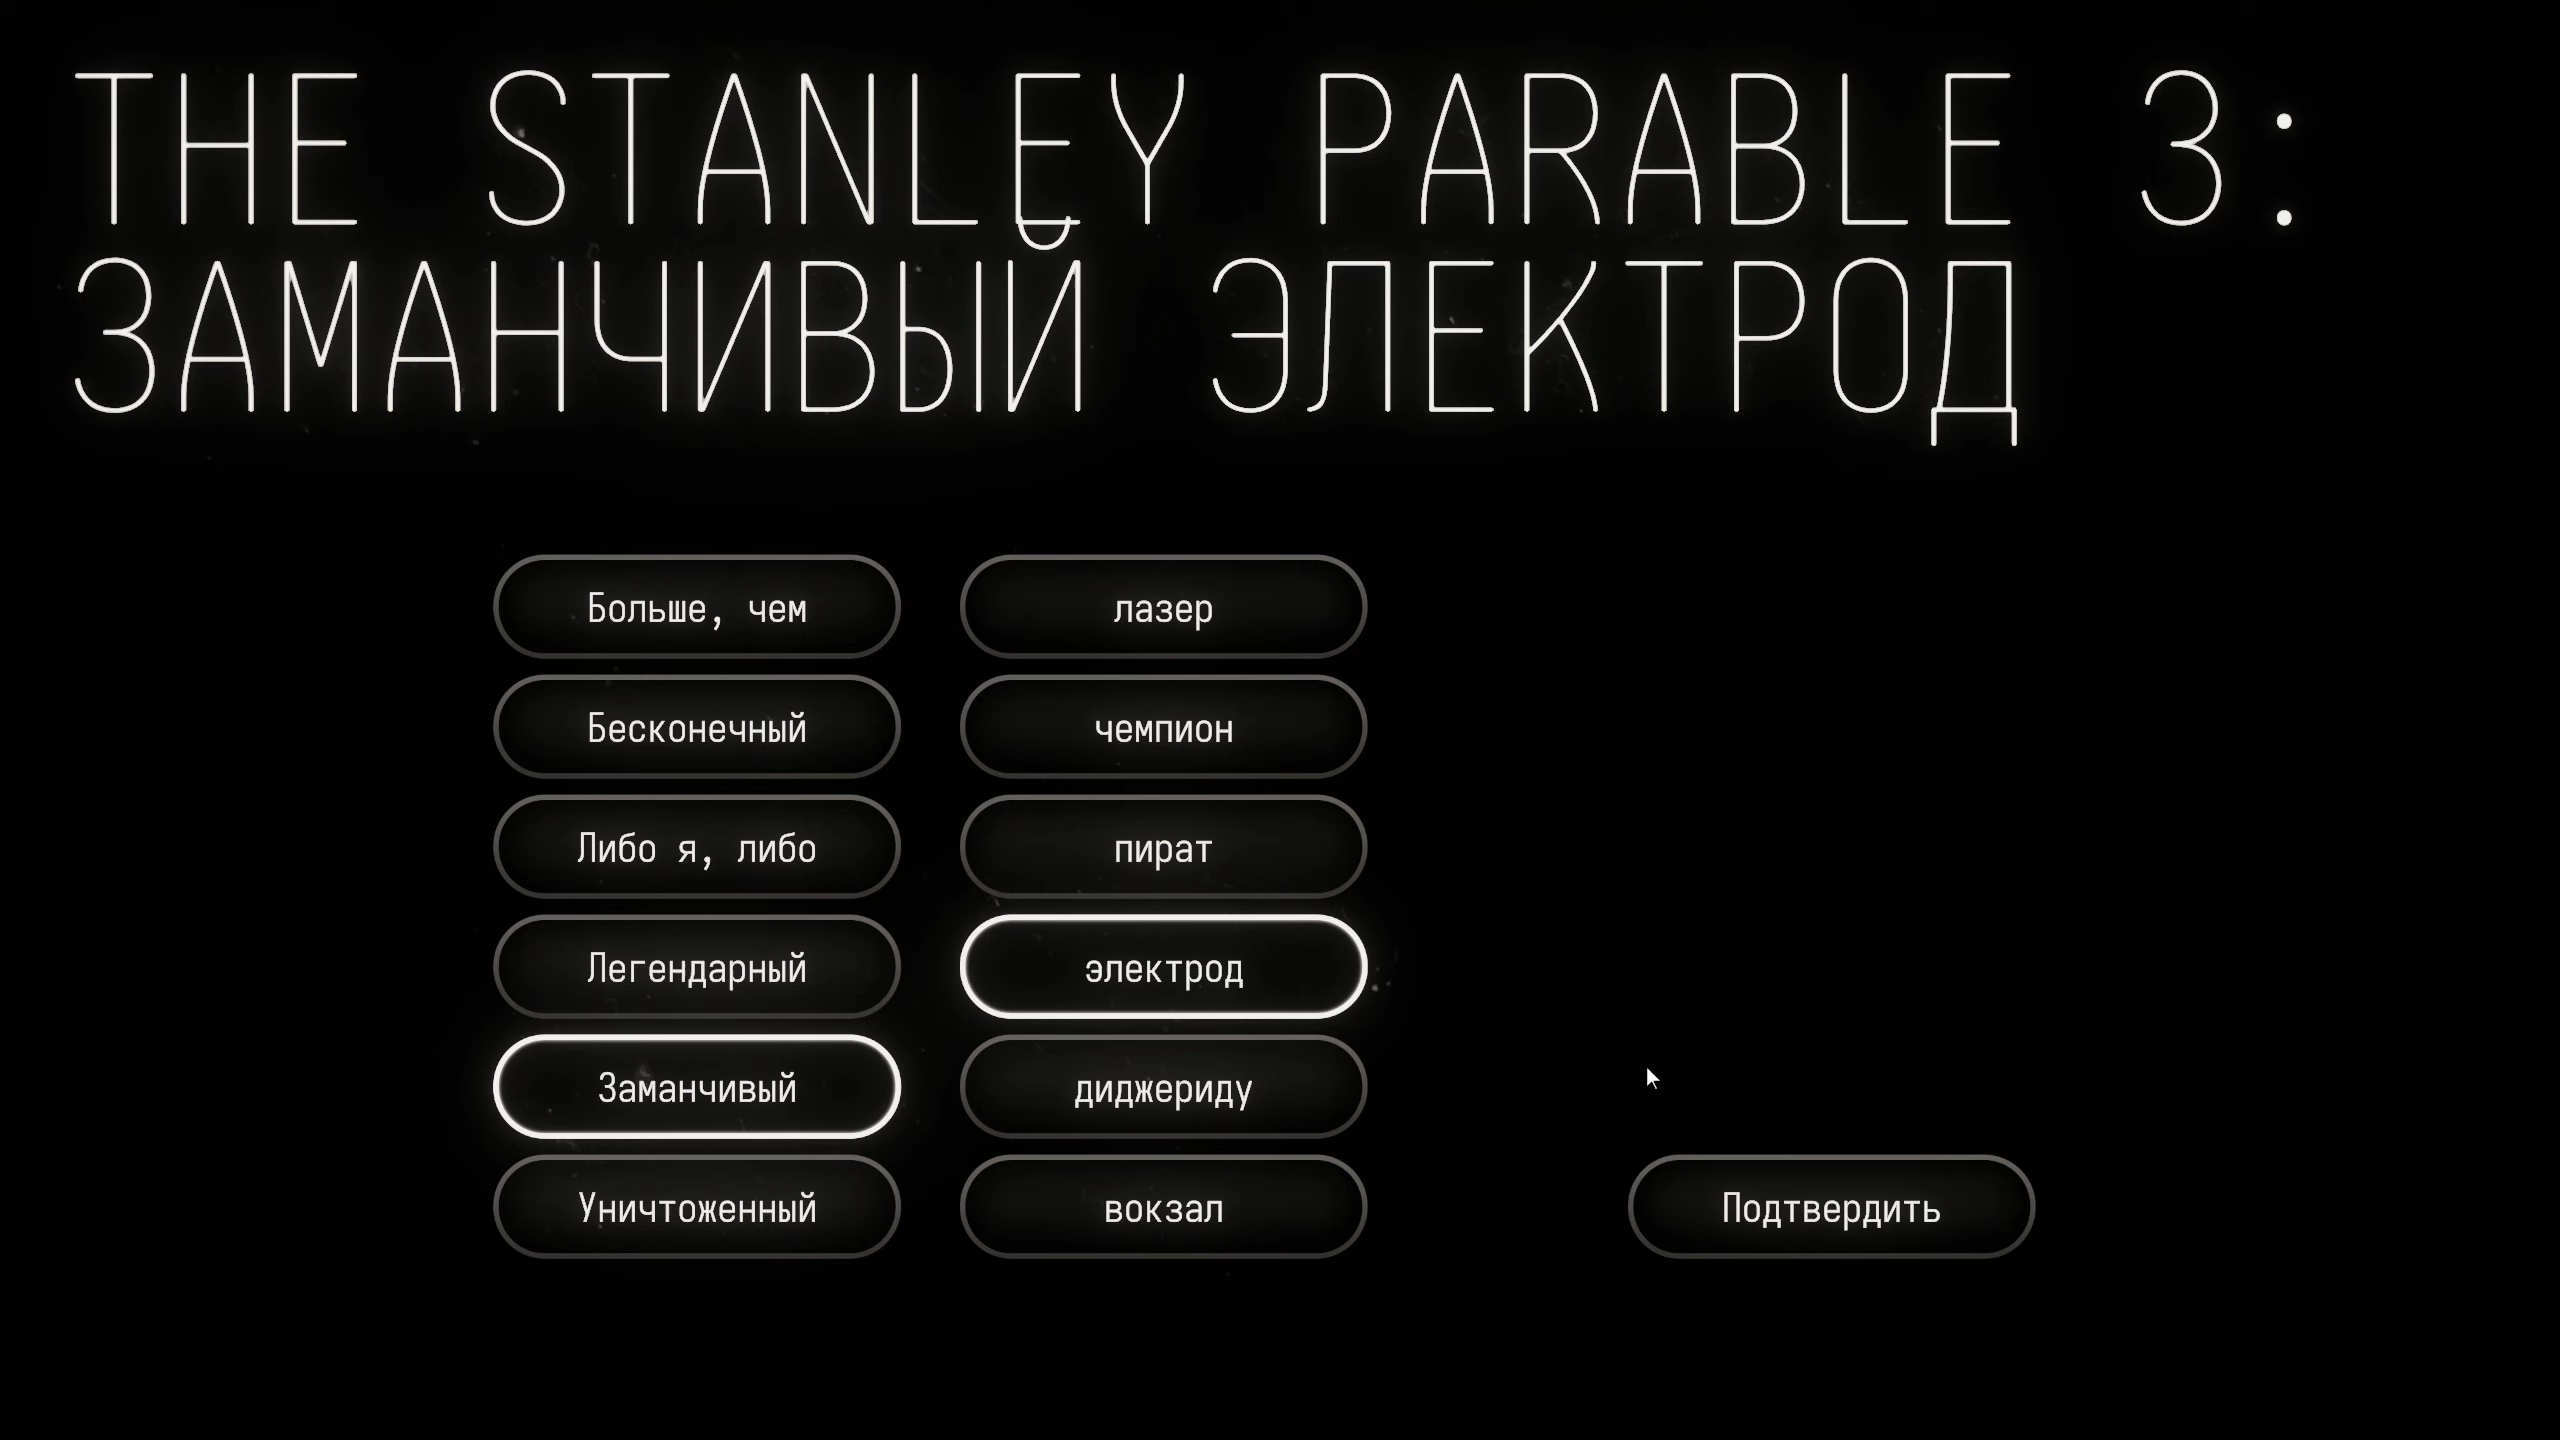 THE STANLEY PARABLE 3:
ЗАМАНЧИВЫЙ ЭЛЕКТРОД
Больше, чем
лазер
Бесконечный
чемпион
Либо я, либо
пират
Легендарный
электрод
Заманчивый
диджериду
Уничтоженный
вокзал
Подтвердить